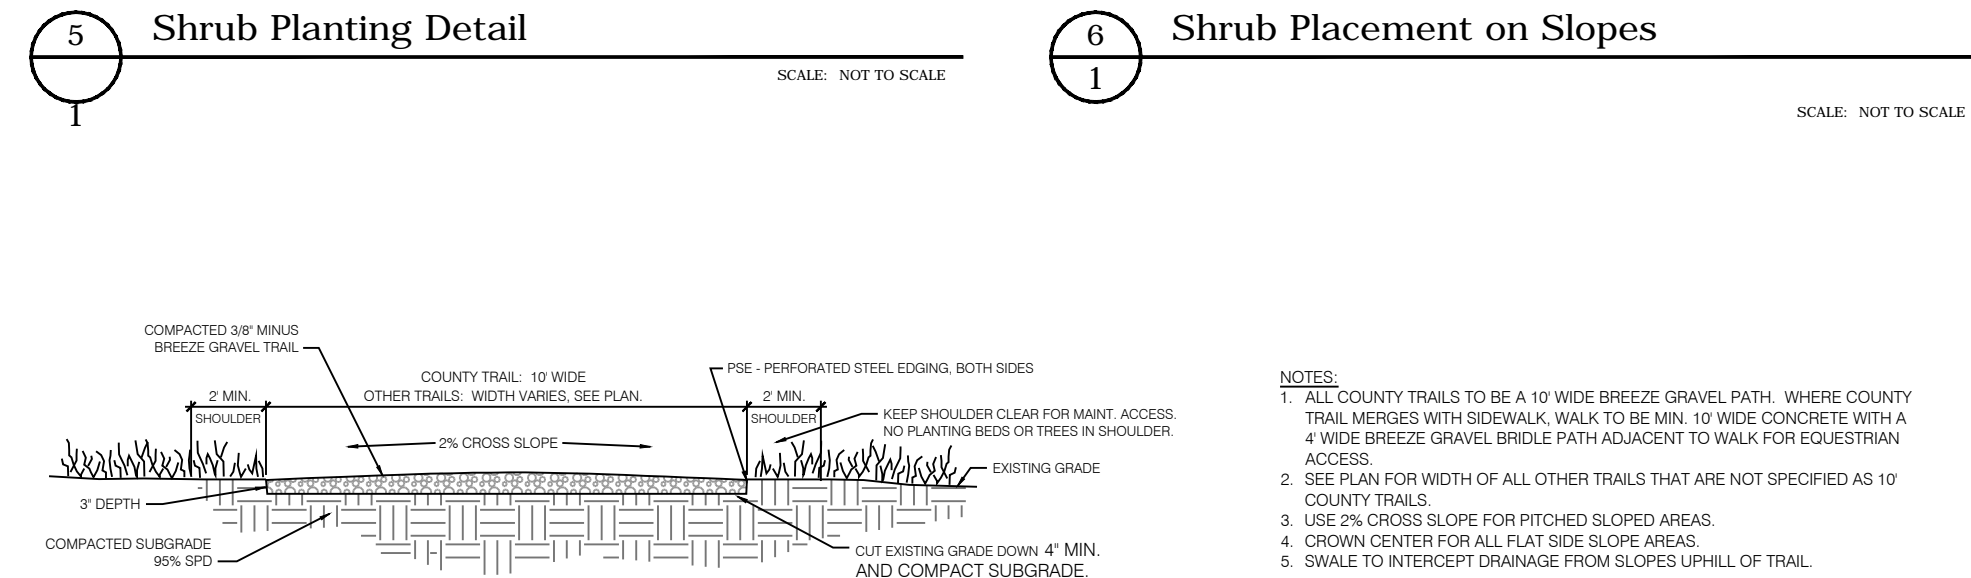 5
Shrub Planting Detail
1
SCALE: NOT TO SCALE
6
Shrub Placement on Slopes
1
SCALE: NOT TO SCALE
COMPACTED 3/8" MINUS
BREEZE GRAVEL TRAIL
2' MIN.
SHOULDER
COUNTY TRAIL: 10' WIDE
OTHER TRAILS: WIDTH VARIES, SEE PLAN.
2% CROSS SLOPE
PSE - PERFORATED STEEL EDGING, BOTH SIDES
2' MIN.
SHOULDER
KEEP SHOULDER CLEAR FOR MAINT. ACCESS.
NO PLANTING BEDS OR TREES IN SHOULDER.
EXISTING GRADE
3" DEPTH
COMPACTED SUBGRADE
95% SPD
CUT EXISTING GRADE DOWN 4" MIN.
AND COMPACT SUBGRADE.
NOTES:
1. ALL COUNTY TRAILS TO BE A 10' WIDE BREEZE GRAVEL PATH. WHERE COUNTY
TRAIL MERGES WITH SIDEWALK, WALK TO BE MIN. 10' WIDE CONCRETE WITH A
4' WIDE BREEZE GRAVEL BRIDLE PATH ADJACENT TO WALK FOR EQUESTRIAN
ACCESS.
2. SEE PLAN FOR WIDTH OF ALL OTHER TRAILS THAT ARE NOT SPECIFIED AS 10'
COUNTY TRAILS.
3. USE 2% CROSS SLOPE FOR PITCHED SLOPED AREAS.
4. CROWN CENTER FOR ALL FLAT SIDE SLOPE AREAS.
5. SWALE TO INTERCEPT DRAINAGE FROM SLOPES UPHILL OF TRAIL.